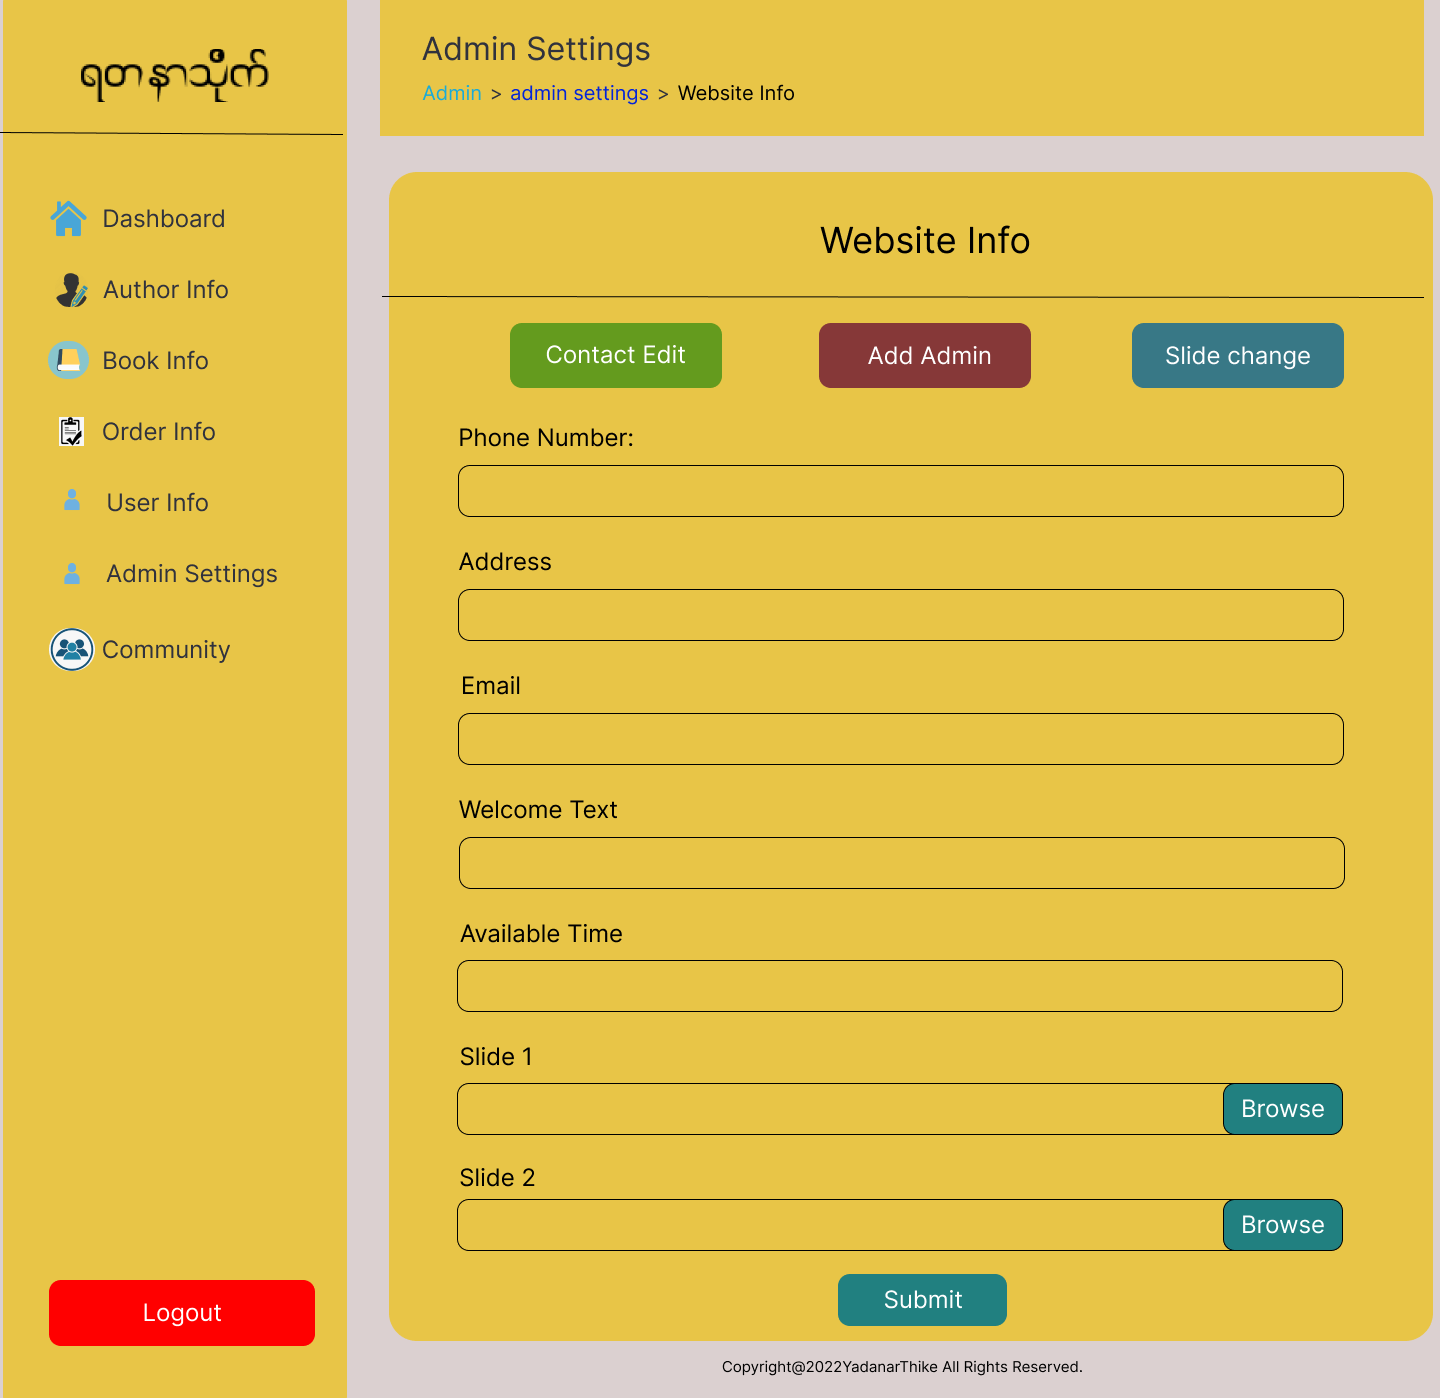 ရတနာသိုက်
Dashboard
Author Info
Book Info
Order Info
User Info
Admin Settings
Community
Logout
Admin Settings
Admin > admin settings > Website Info
Website Info
Contact Edit
Add Admin
Slide change
Phone Number:
Address
Email
Welcome Text
Available Time
Slide 1
Browse
Slide 2
Browse
Submit
Copyright@2022YadanarThike All Rights Reserved.